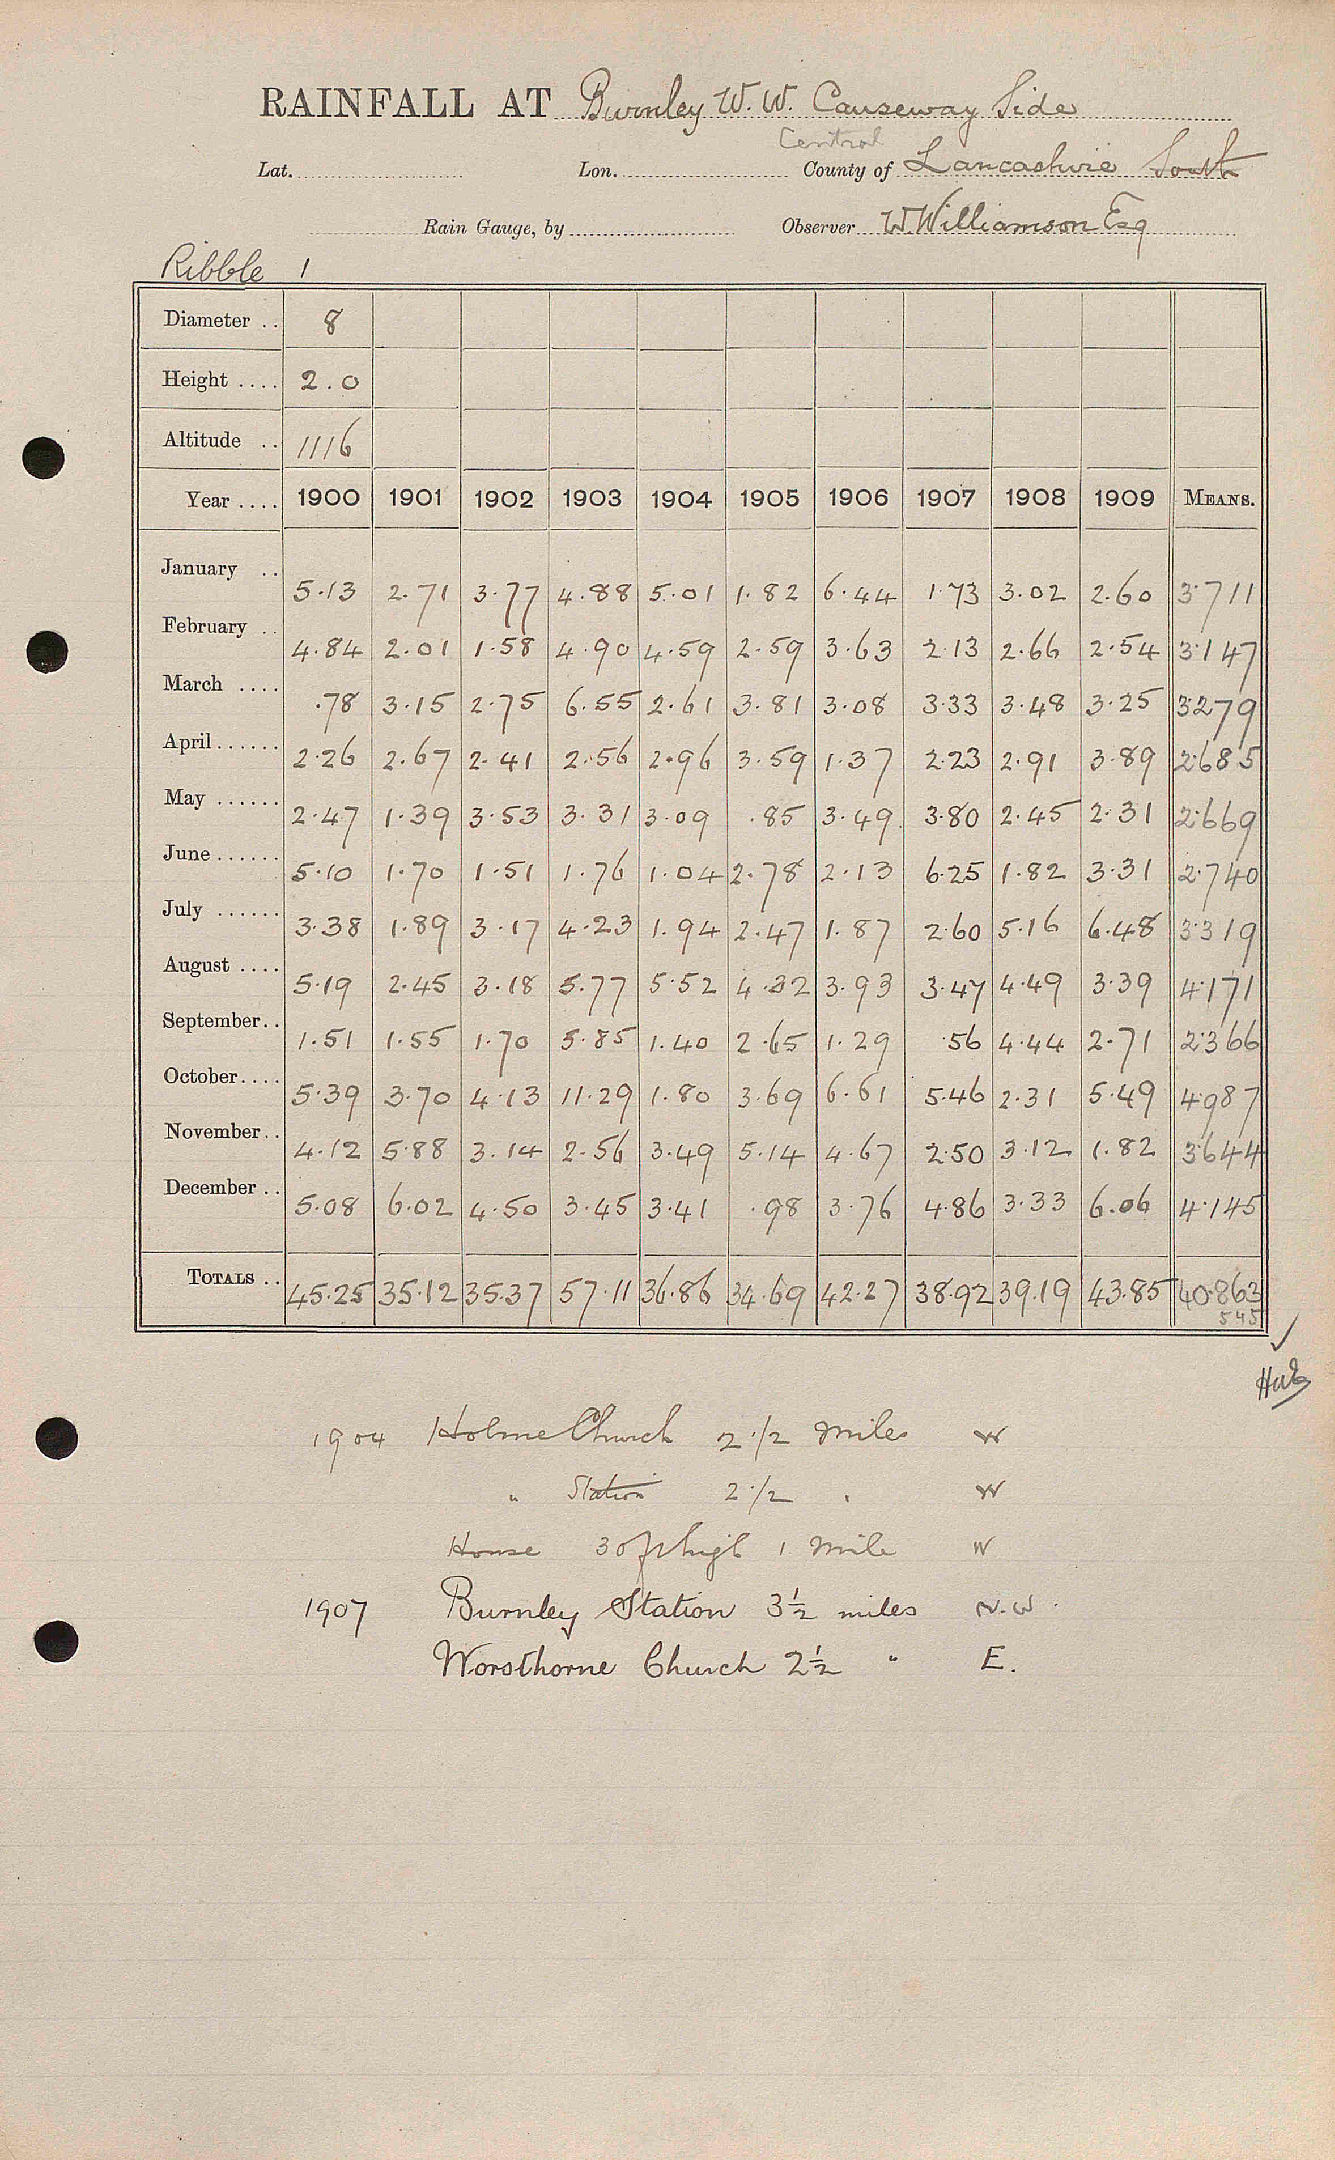 RAINFALL AT Burnley W. W. Causeway Side
Central
Lat. Lon. County of Lancashire South
Rain Gauge, by Observer W. Williamson Esq
Ribble 1
Diameter .. 8
Height .... 2.0
Altitude .. 1116
Year .... 1900 1901 1902 1903 1904 1905 1906 1907 1908 1909 MEANS.
January .. 5.13 2.71 3.77 4.88 5.01 1.82 6.44 1.73 3.02 2.60 3.711
February .. 4.84 2.01 1.58 4.90 4.59 2.59 3.63 2.13 2.66 2.54 3.147
March .... .78 3.15 2.75 6.55 2.61 3.81 3.08 3.33 3.48 3.25 3.279
April ...... 2.26 2.67 2.41 2.56 2.96 3.59 1.37 2.23 2.91 3.89 2.685
May ...... 2.47 1.39 3.53 3.31 3.09 .85 3.49 3.80 2.45 2.31 2.669
June ...... 5.10 1.70 1.51 1.76 1.04 2.78 2.13 6.25 1.82 3.31 2.740
July ...... 3.38 1.89 3.17 4.23 1.94 2.47 1.87 2.60 5.16 6.48 3.319
August .... 5.19 2.45 3.18 5.77 5.52 4.32 3.93 3.47 4.49 3.39 4.171
September .. 1.51 1.55 1.70 5.85 1.40 2.65 1.29 .56 4.44 2.71 2.366
October .... 5.39 3.70 4.13 11.29 1.80 3.69 6.61 5.46 2.31 5.49 4.987
November .. 4.12 5.88 3.14 2.56 3.49 5.14 4.67 2.50 3.12 1.82 3.644
December .. 5.08 6.02 4.50 3.45 3.41 .98 3.76 4.86 3.33 6.06 4.145
TOTALS .. 45.25 35.12 35.37 57.11 36.86 34.69 42.27 38.92 39.19 43.85 40.863
545
1904 Holme Church 2 1/2 miles W
" Station 2 1/2 " W
House 30ft high 1 mile W
1907 Burnley Station 3½ miles N.W.
Worsthorne Church 2½ " E.